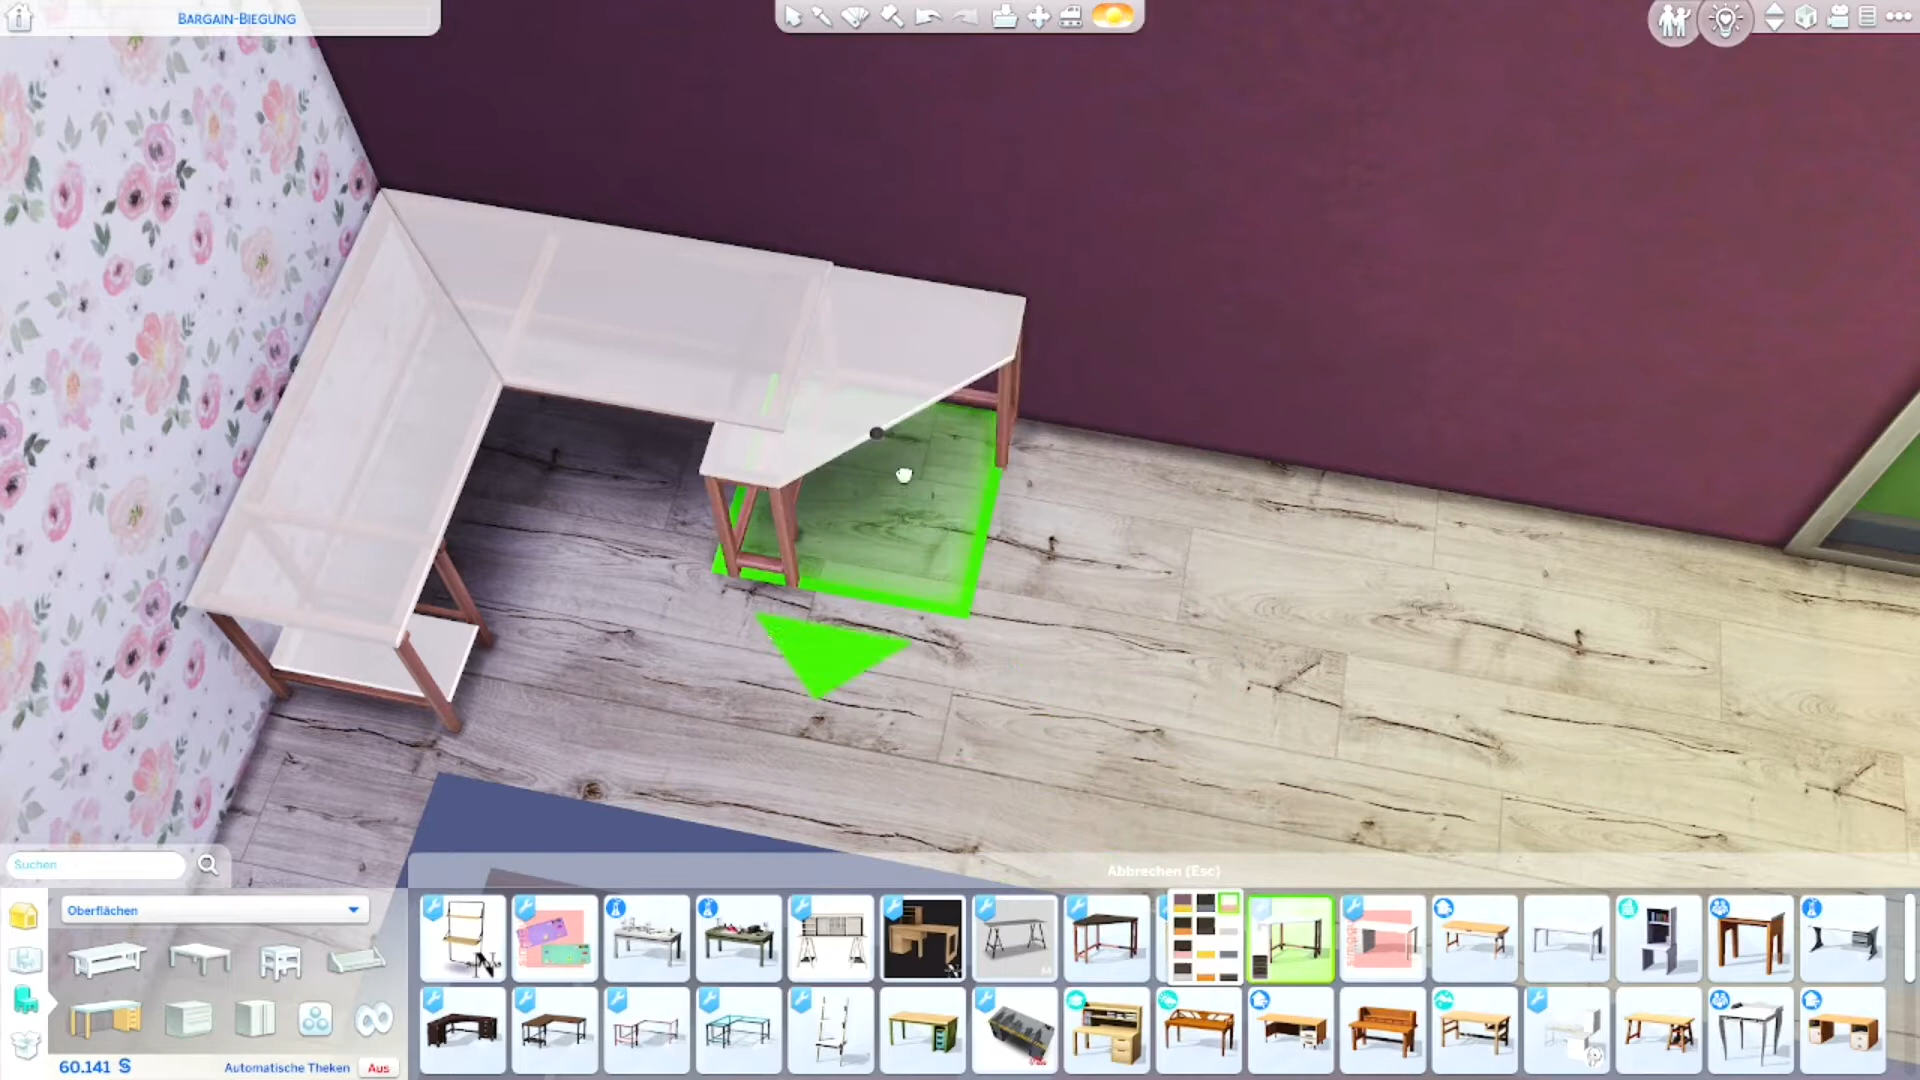 BARGAIN-BIEGUNG
Suchen
Abbrechen (Esc)
Oberflächen
60.141
Automatische Theken
Aus